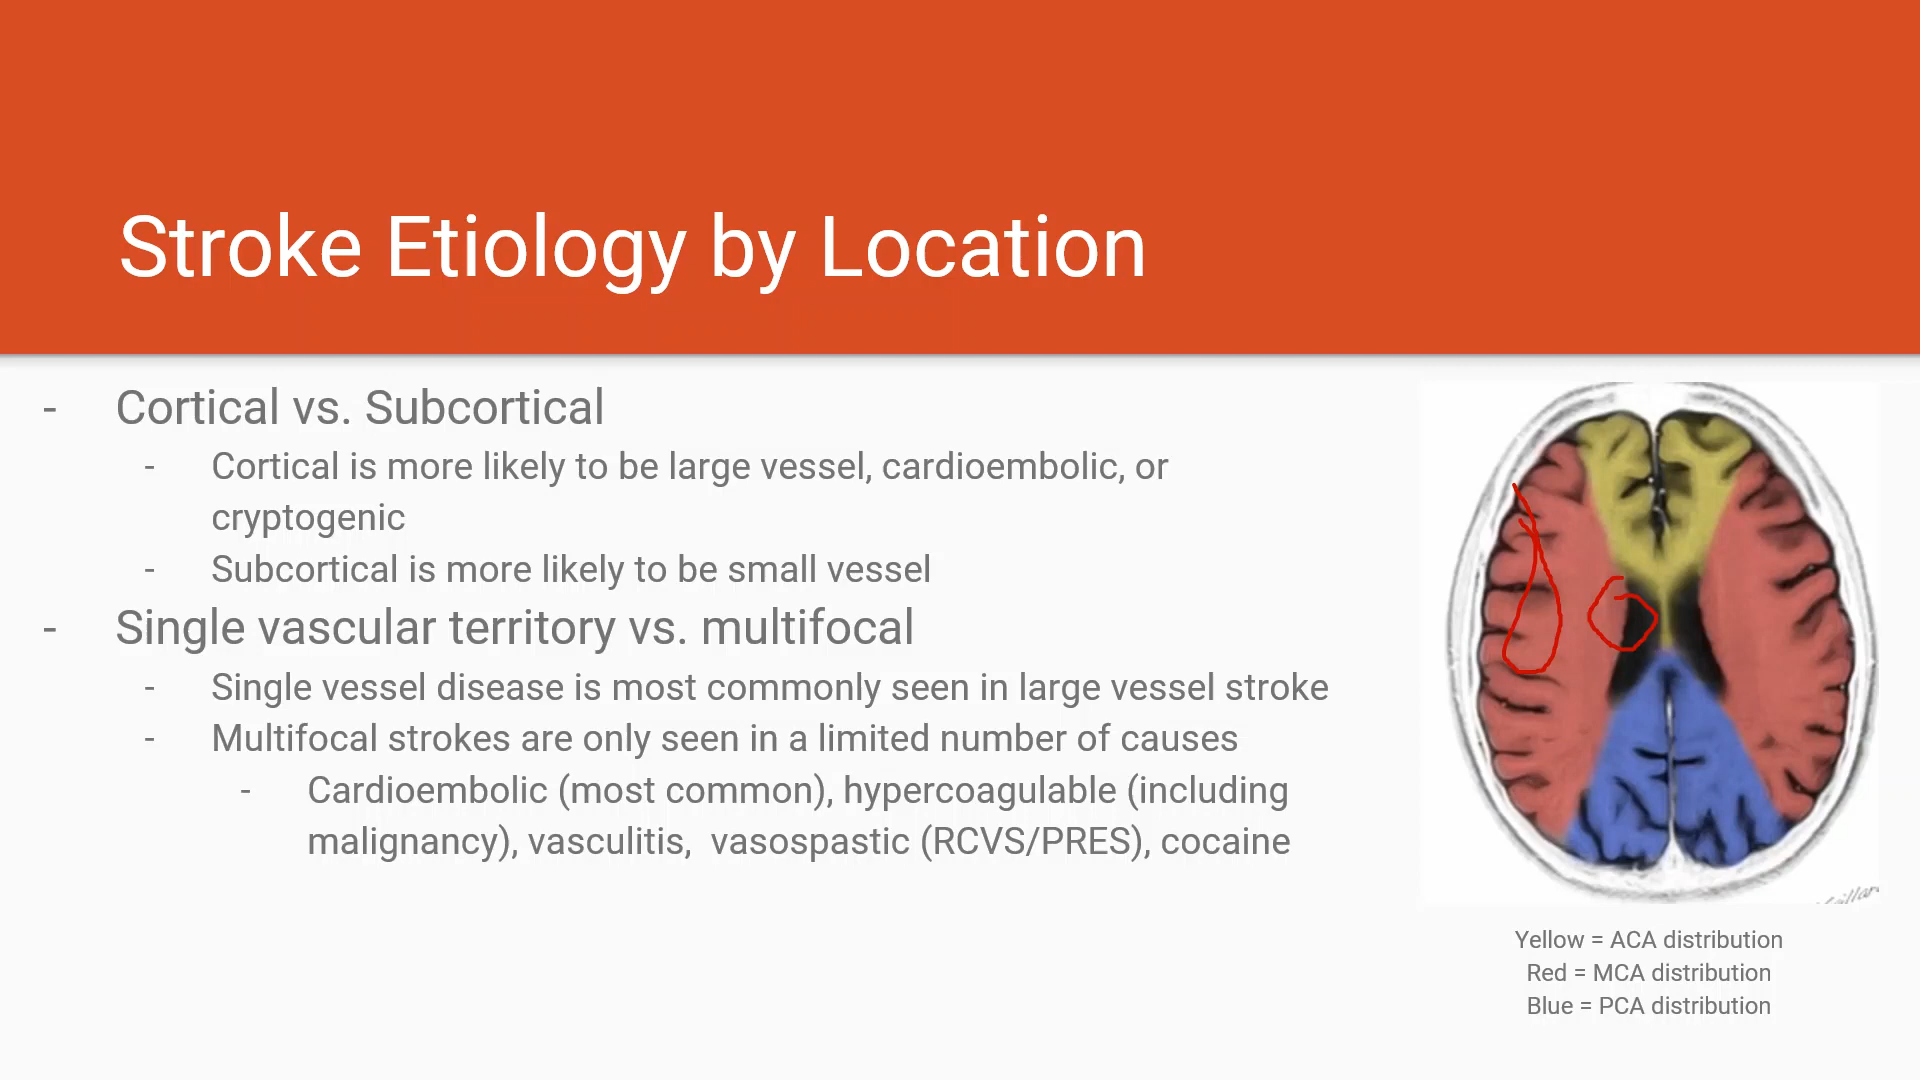 Stroke Etiology by Location
- Cortical vs. Subcortical
- Cortical is more likely to be large vessel, cardioembolic, or
cryptogenic
- Subcortical is more likely to be small vessel
- Single vascular territory vs. multifocal
- Single vessel disease is most commonly seen in large vessel stroke
- Multifocal strokes are only seen in a limited number of causes
- Cardioembolic (most common), hypercoagulable (including
malignancy), vasculitis,  vasospastic (RCVS/PRES), cocaine
Yellow = ACA distribution
Red = MCA distribution
Blue = PCA distribution